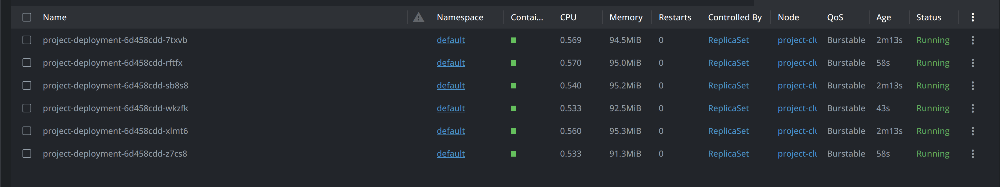 Name Namespace Contai... CPU Memory Restarts Controlled By Node QoS Age Status
project-deployment-6d458cdd-7txvb default 0.569 94.5MiB 0 ReplicaSet project-clu Burstable 2m13s Running
project-deployment-6d458cdd-rftfx default 0.570 95.0MiB 0 ReplicaSet project-clu Burstable 58s Running
project-deployment-6d458cdd-sb8s8 default 0.540 95.2MiB 0 ReplicaSet project-clu Burstable 2m13s Running
project-deployment-6d458cdd-wkzfk default 0.533 92.5MiB 0 ReplicaSet project-clu Burstable 43s Running
project-deployment-6d458cdd-xlmt6 default 0.560 95.3MiB 0 ReplicaSet project-clu Burstable 2m13s Running
project-deployment-6d458cdd-z7cs8 default 0.533 91.3MiB 0 ReplicaSet project-clu Burstable 58s Running